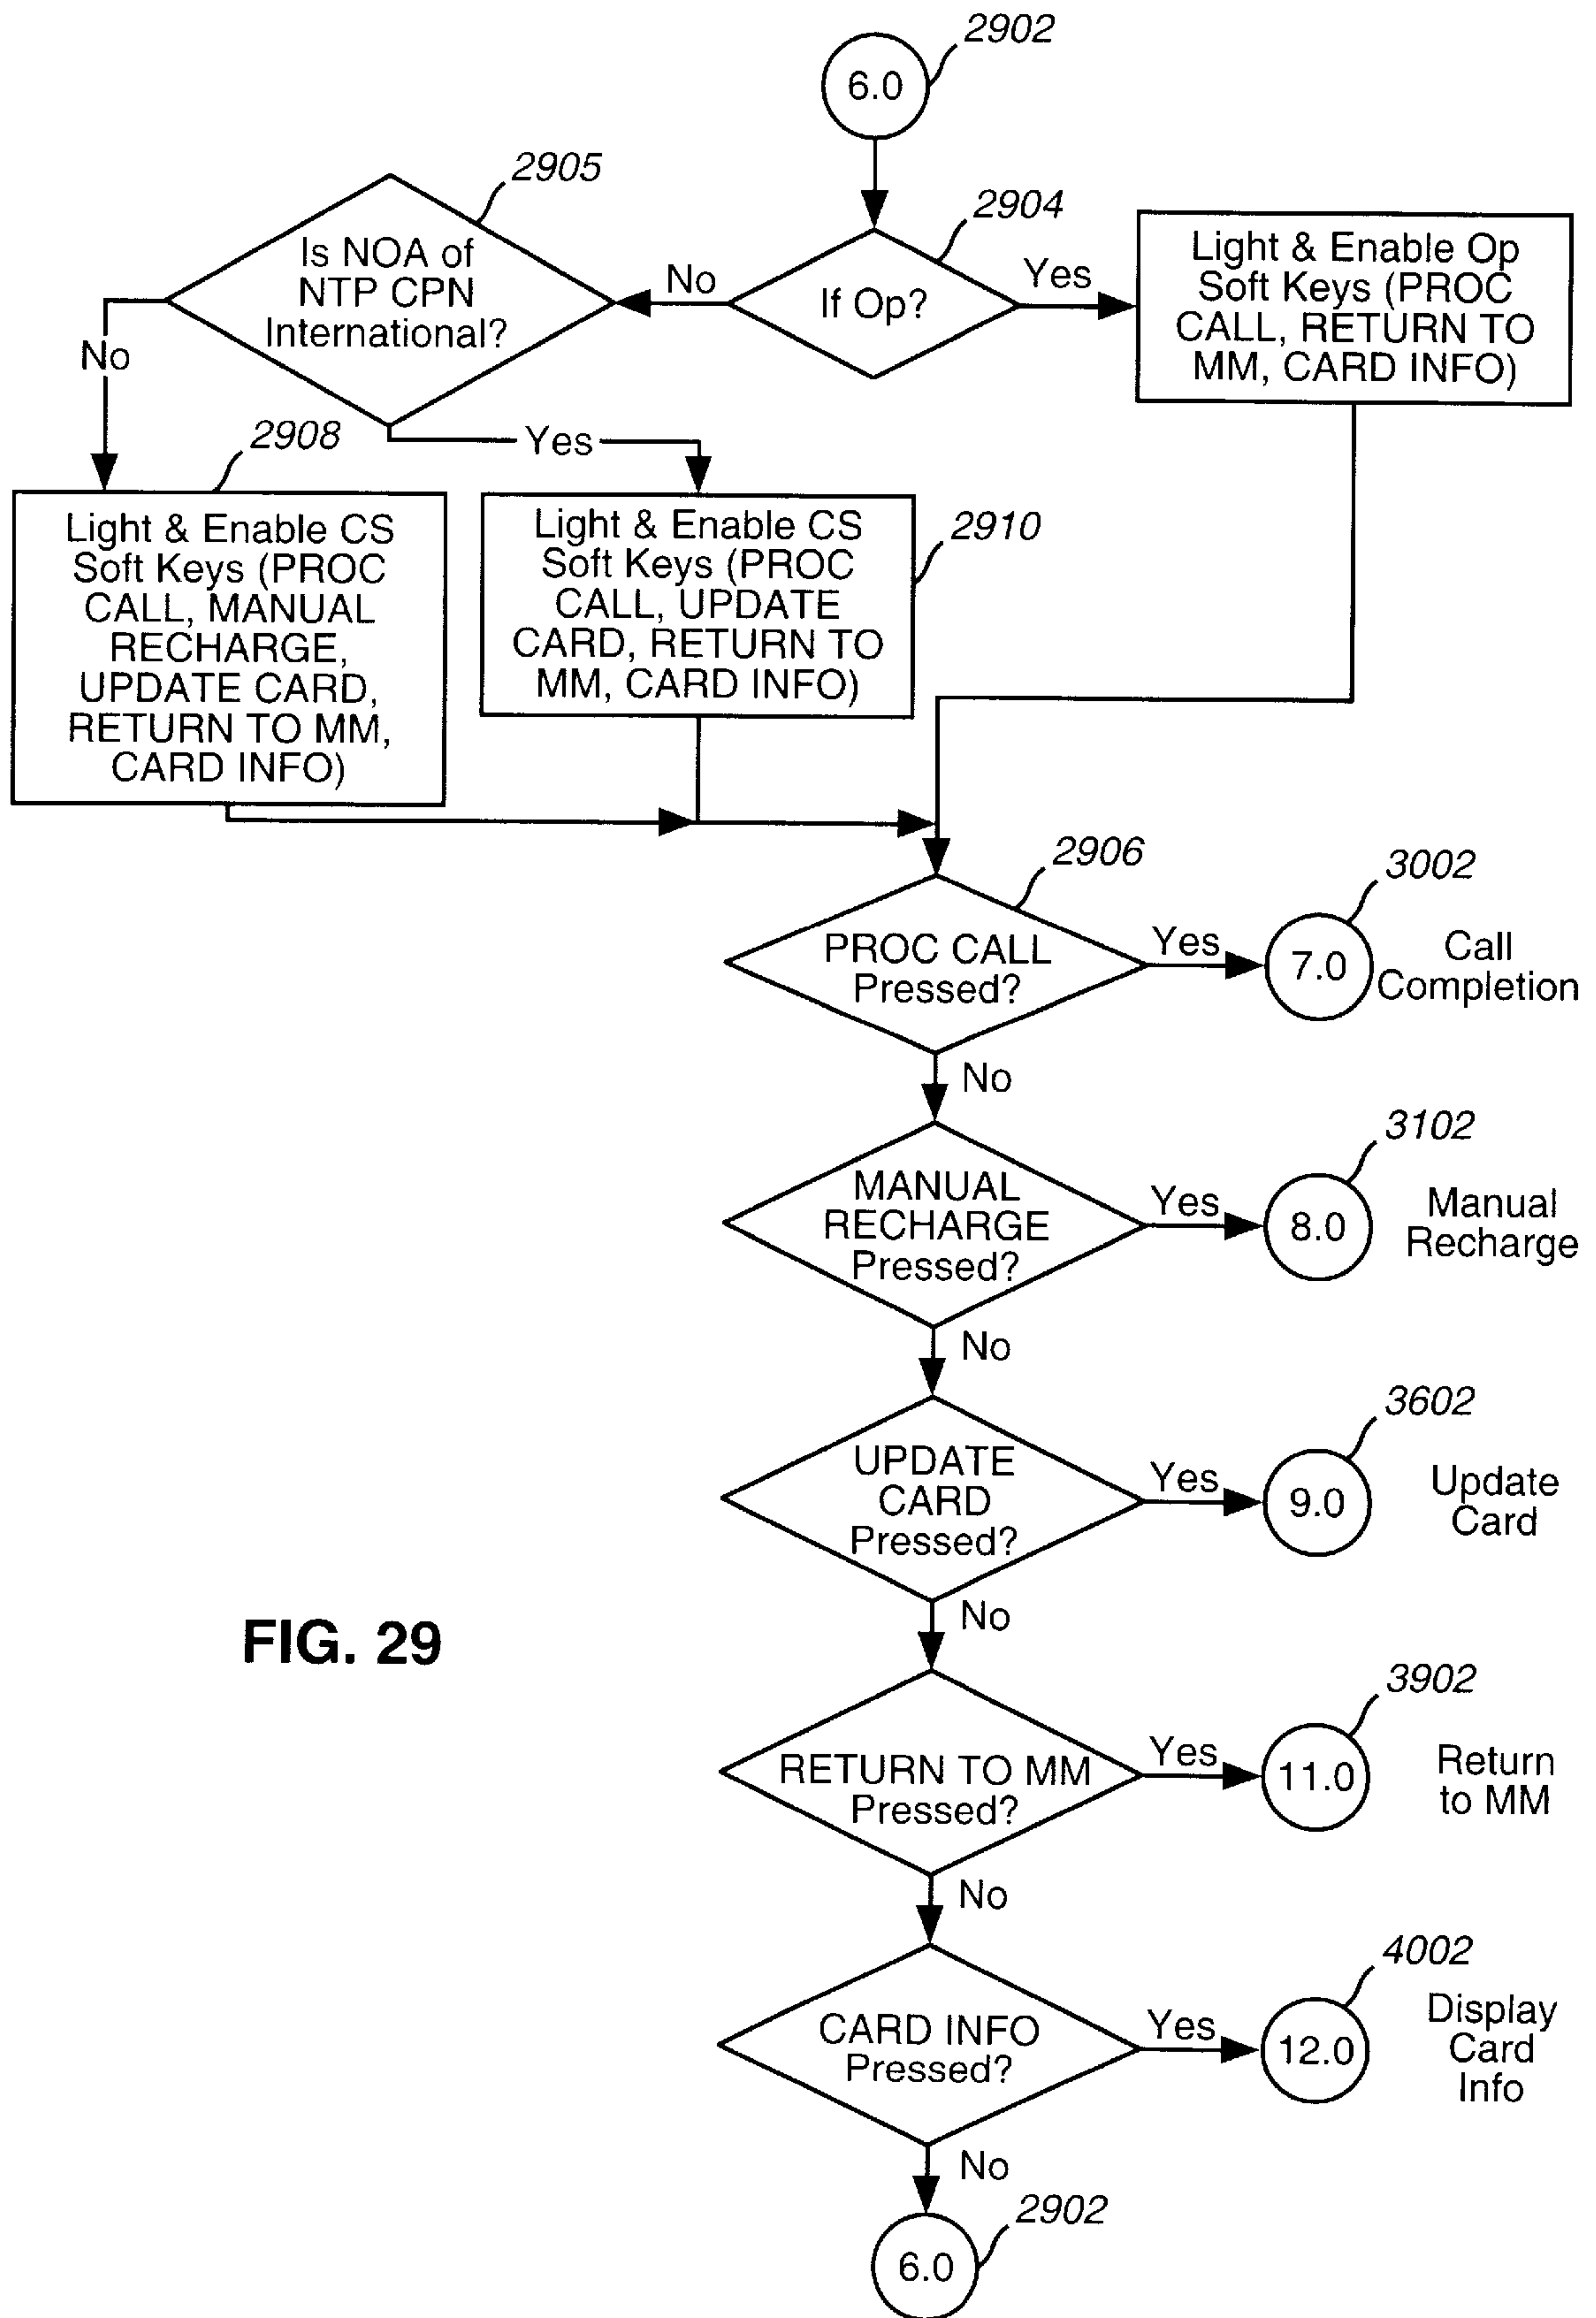 2902
6.0
2905
2904
Is NOA of
NTP CPN
International?
No
If Op?
Yes
Light & Enable Op
Soft Keys (PROC
CALL, RETURN TO
MM, CARD INFO)
No
Yes
2908
Light & Enable CS
Soft Keys (PROC
CALL, MANUAL
RECHARGE,
UPDATE CARD,
RETURN TO MM,
CARD INFO)
Light & Enable CS
Soft Keys (PROC
CALL, UPDATE
CARD, RETURN TO
MM, CARD INFO)
2910
2906
3002
PROC CALL
Pressed?
Yes
7.0
Call
Completion
No
3102
MANUAL
RECHARGE
Pressed?
Yes
8.0
Manual
Recharge
No
3602
UPDATE
CARD
Pressed?
Yes
9.0
Update
Card
No
FIG. 29
3902
RETURN TO MM
Pressed?
Yes
11.0
Return
to MM
No
4002
CARD INFO
Pressed?
Yes
12.0
Display
Card
Info
No
2902
6.0